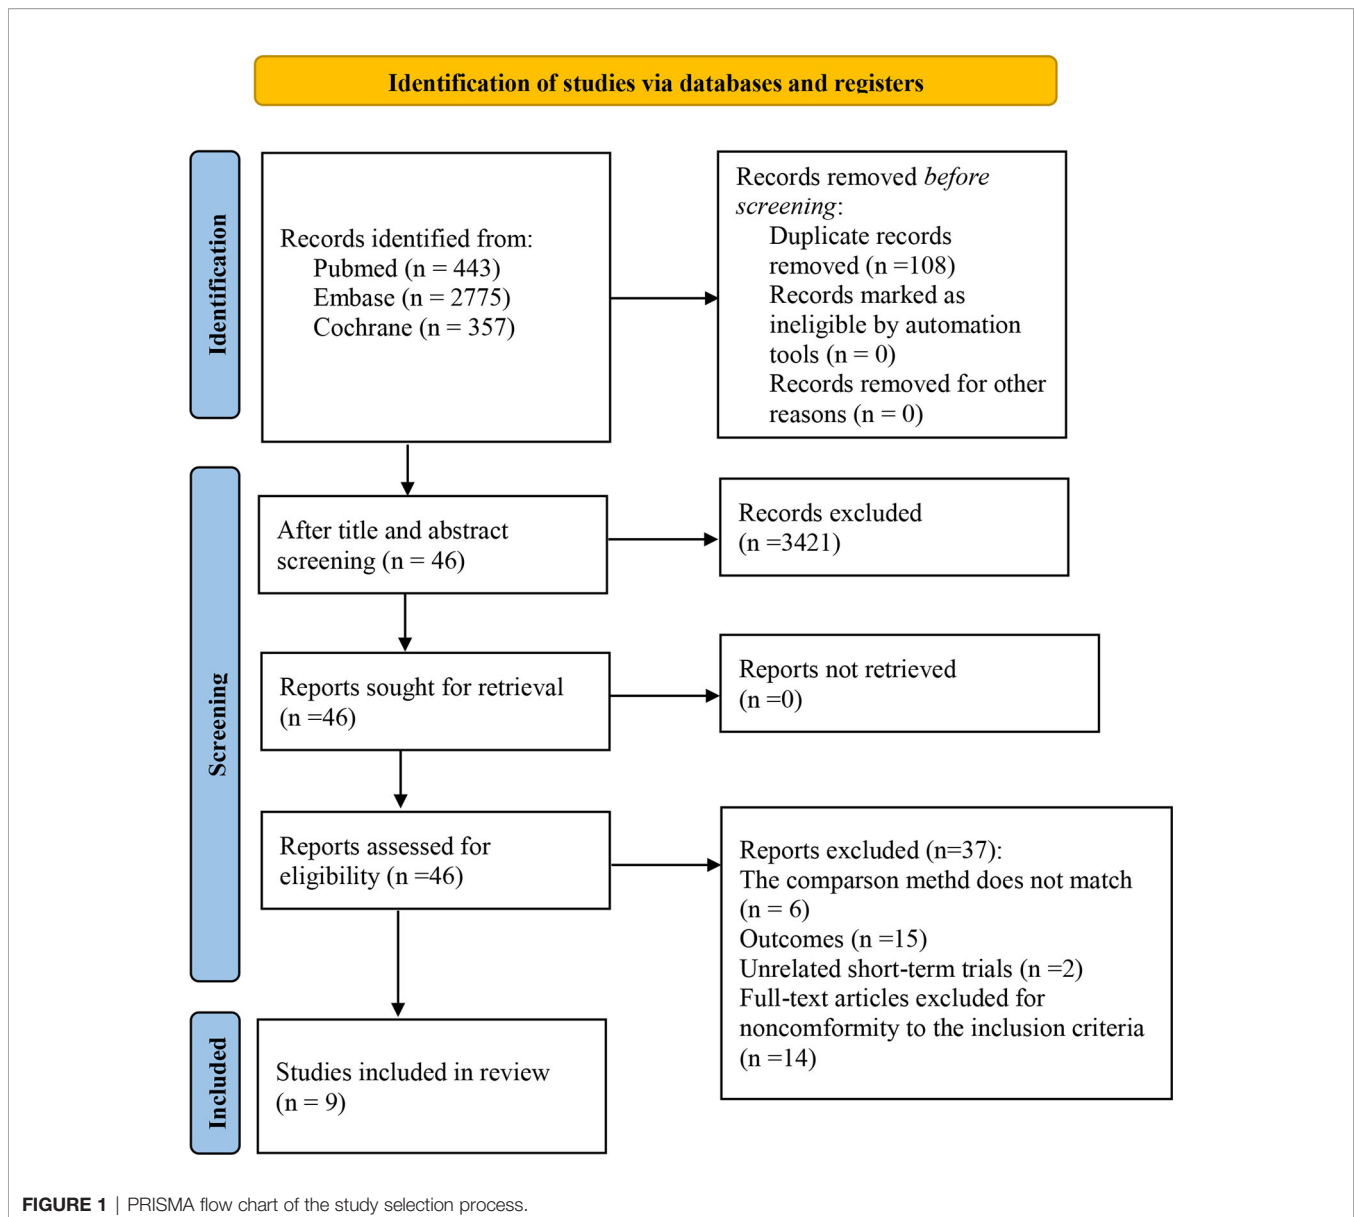 Identification of studies via databases and registers
Identification
Records identified from:
Pubmed (n = 443)
Embase (n = 2775)
Cochrane (n = 357)
Records removed before
screening:
Duplicate records
removed (n =108)
Records marked as
ineligible by automation
tools (n = 0)
Records removed for other
reasons (n = 0)
Screening
After title and abstract
screening (n = 46)
Records excluded
(n =3421)
Reports sought for retrieval
(n =46)
Reports not retrieved
(n =0)
Reports assessed for
eligibility (n =46)
Reports excluded (n=37):
The comparson methd does not match
(n = 6)
Outcomes (n =15)
Unrelated short-term trials (n =2)
Full-text articles excluded for
noncomformity to the inclusion criteria
(n =14)
Included
Studies included in review
(n = 9)
FIGURE 1 | PRISMA flow chart of the study selection process.